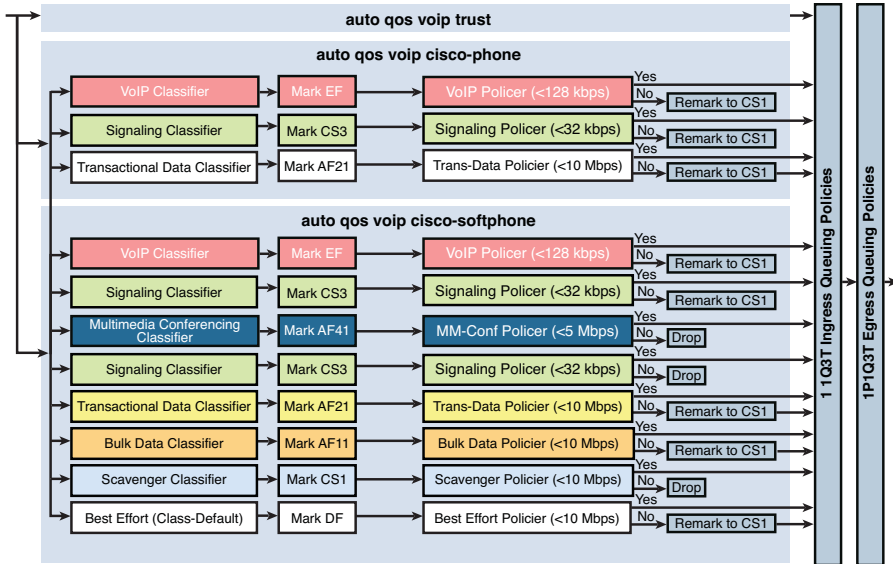 auto qos voip trust
auto qos voip cisco-phone
VoIP Classifier
Mark EF
VoIP Policer (<128 kbps)
Yes
No
Remark to CS1
Signaling Classifier
Mark CS3
Signaling Policer (<32 kbps)
Yes
No
Remark to CS1
Transactional Data Classifier
Mark AF21
Trans-Data Policier (<10 Mbps)
Yes
No
Remark to CS1
auto qos voip cisco-softphone
VoIP Classifier
Mark EF
VoIP Policer (<128 kbps)
Yes
No
Remark to CS1
Signaling Classifier
Mark CS3
Signaling Policer (<32 kbps)
Yes
No
Remark to CS1
Multimedia Conferencing
Classifier
Mark AF41
MM-Conf Policer (<5 Mbps)
Yes
No
Drop
Signaling Classifier
Mark CS3
Signaling Policer (<32 kbps)
Yes
No
Drop
Transactional Data Classifier
Mark AF21
Trans-Data Policier (<10 Mbps)
Yes
No
Remark to CS1
Bulk Data Classifier
Mark AF11
Bulk Data Policier (<10 Mbps)
Yes
No
Remark to CS1
Scavenger Classifier
Mark CS1
Scavenger Policier (<10 Mbps)
Yes
No
Drop
Best Effort (Class-Default)
Mark DF
Best Effort Policier (<10 Mbps)
Yes
No
Remark to CS1
1 1Q3T Ingress Queuing Policies
1P1Q3T Egress Queuing Policies